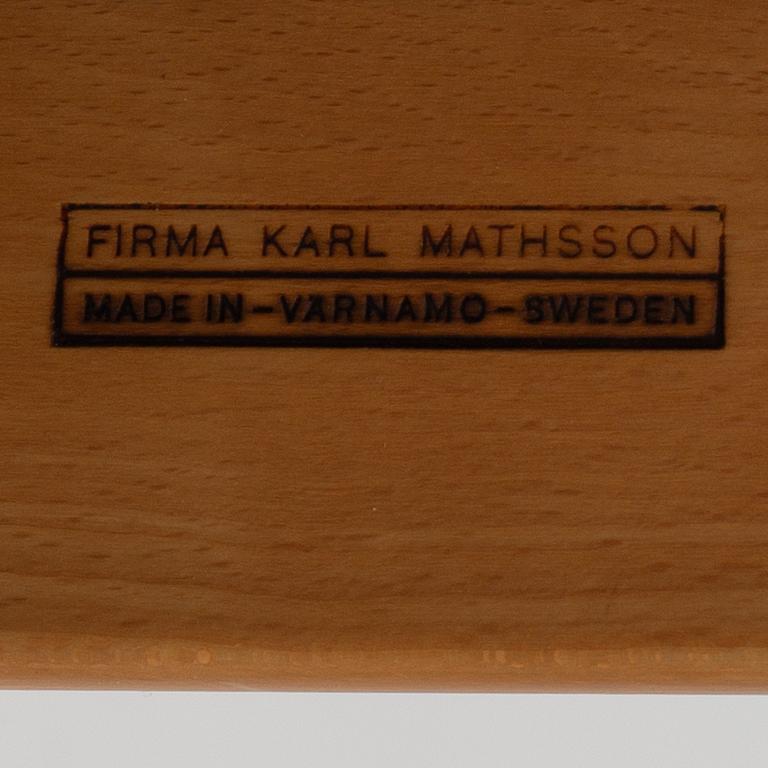 FIRMA KARL MATHSSON
MADE IN-VÄRNAMO-SWEDEN